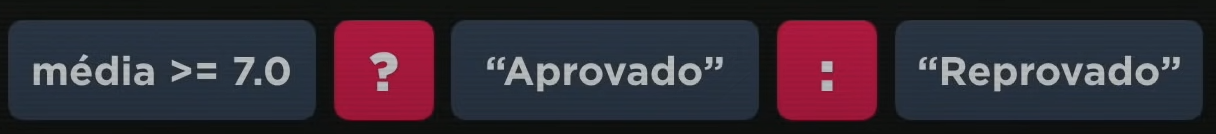 média >= 7.0 ? “Aprovado” : “Reprovado”